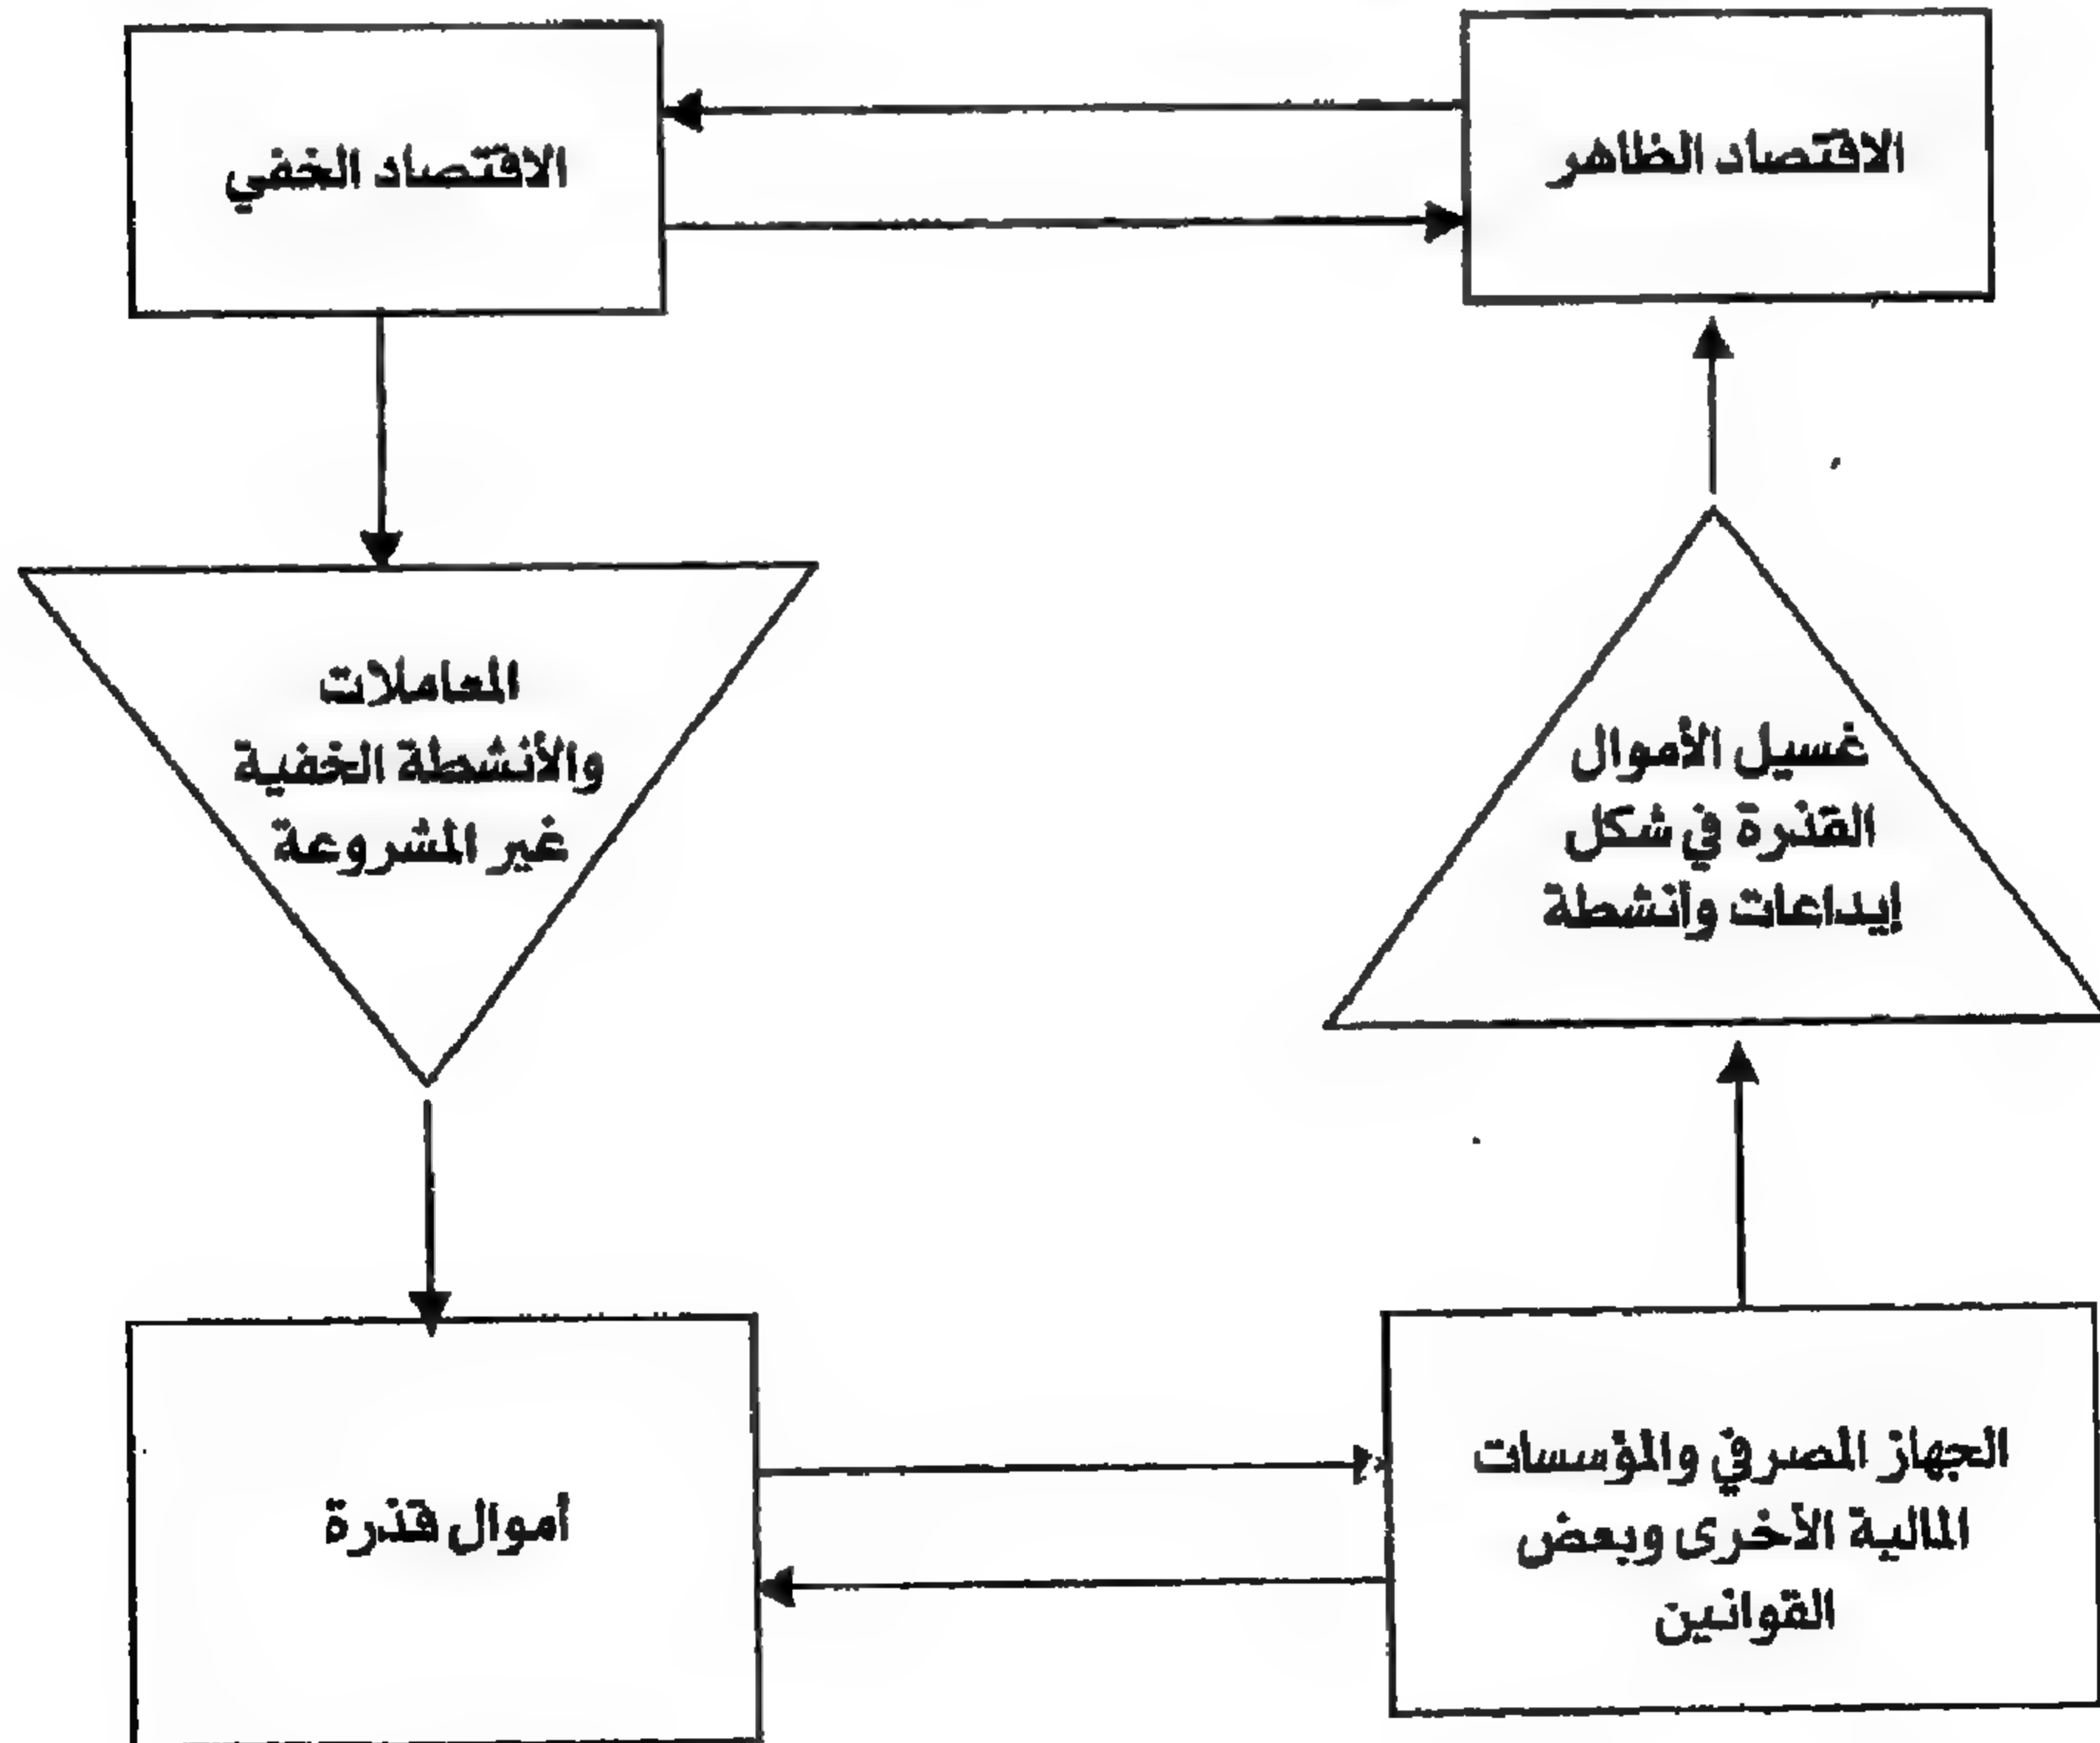 الاقتصاد الظاهر
الاقتصاد الخفي
المعاملات
والأنشطة الخفية
غير المشروعة
غسيل الأموال
القذرة في شكل
إيداعات وأنشطة
أموال قذرة
الجهاز المصرفي والمؤسسات
المالية الأخرى وبعض
القوانين